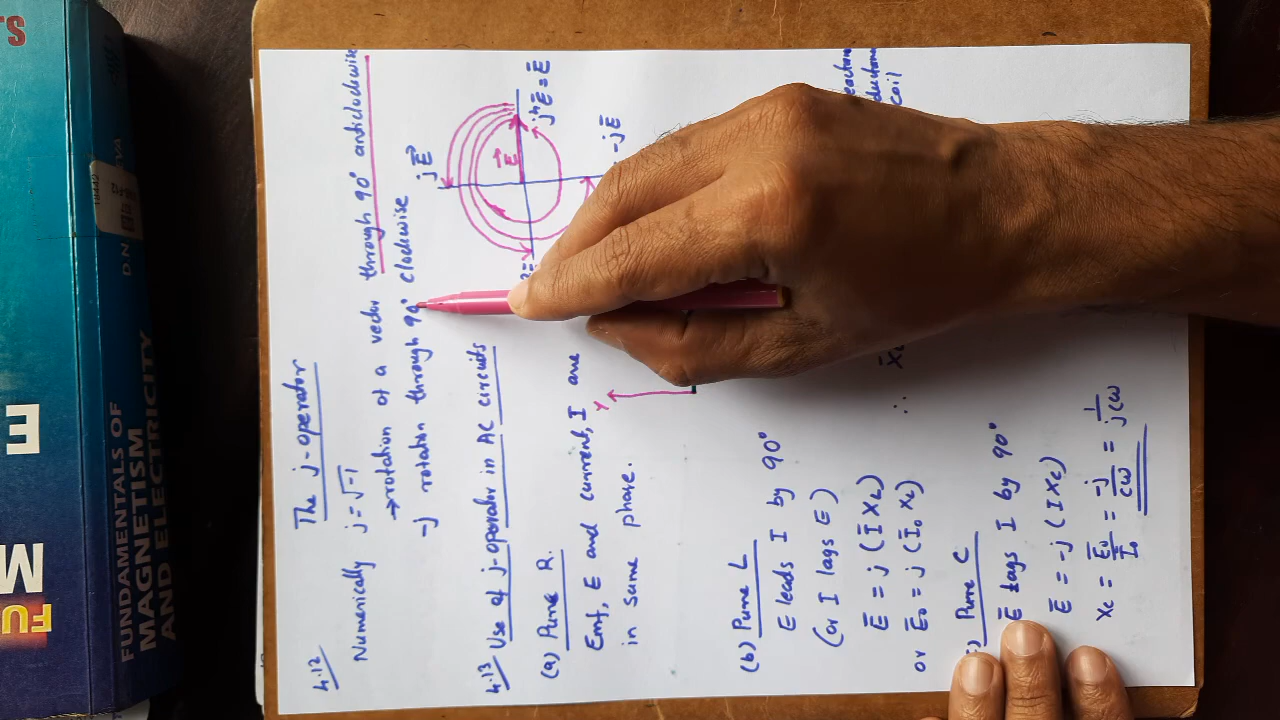 4.12 The j-operator
Numerically j = √-1
→ rotation of a vector through 90° anticlockwise.
-j rotation through 90° clockwise
jE
E
j⁴E = E
-jE
4.13 Use of j-operator in AC circuits
(a) Pure R.
Emf, E and current, I are
in same phase.
Y
(b) Pure L
E leads I by 90°
(or I lags E)
E = j (I XL)
or E₀ = j (I₀ XL)
∴
coil
Pure C
E lags I by 90°
E = -j (I Xc)
Xc = E₀/I₀ = -j/cω = 1/jcω
FUNDAMENTALS OF
MAGNETISM
AND ELECTRICITY
D.N.
FU
M
E
S